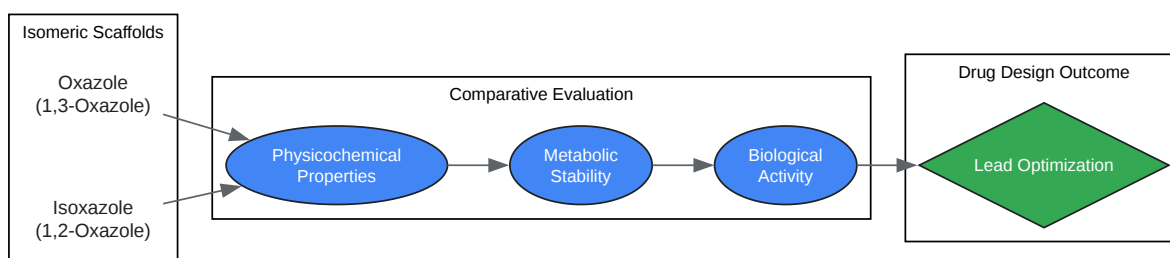 Isomeric Scaffolds
Oxazole
(1,3-Oxazole)
Isoxazole
(1,2-Oxazole)
Comparative Evaluation
Physicochemical
Properties
Metabolic
Stability
Biological
Activity
Drug Design Outcome
Lead Optimization